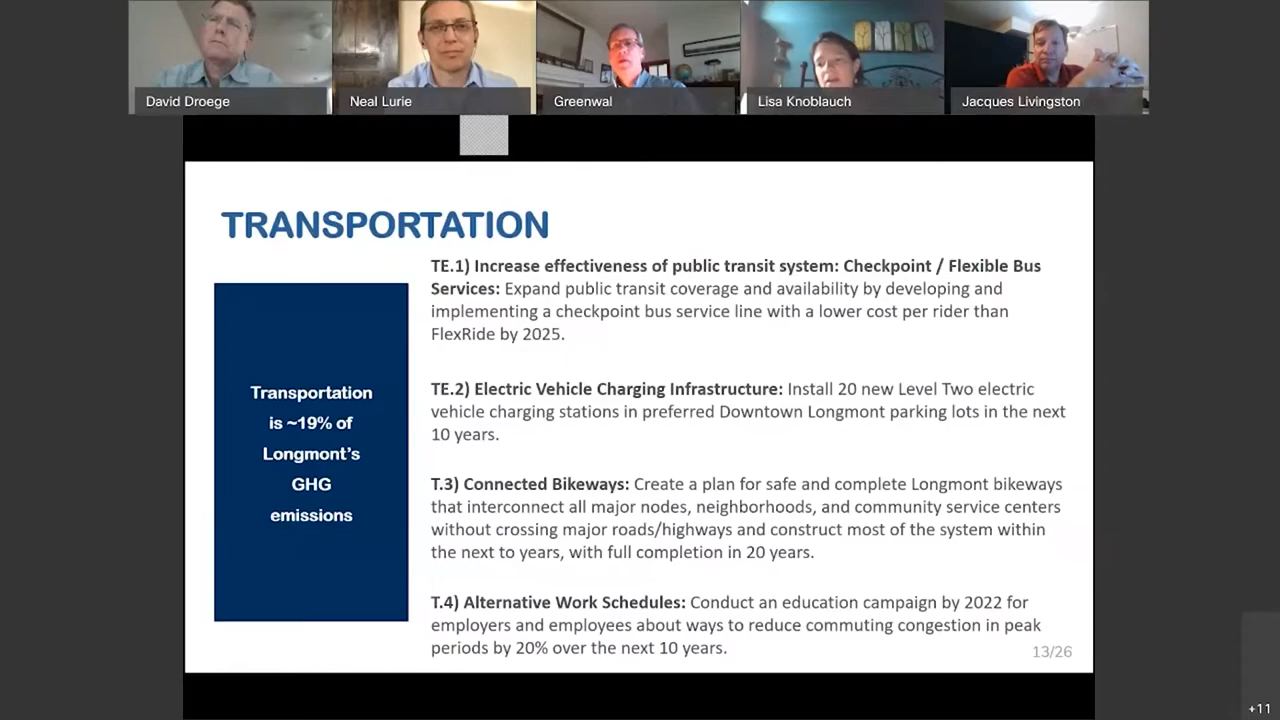 David Droege
Neal Lurie
Greenwal
Lisa Knoblauch
Jacques Livingston
TRANSPORTATION
Transportation
is ~19% of
Longmont's
GHG
emissions
TE.1) Increase effectiveness of public transit system: Checkpoint / Flexible Bus
Services: Expand public transit coverage and availability by developing and
implementing a checkpoint bus service line with a lower cost per rider than
FlexRide by 2025.
TE.2) Electric Vehicle Charging Infrastructure: Install 20 new Level Two electric
vehicle charging stations in preferred Downtown Longmont parking lots in the next
10 years.
T.3) Connected Bikeways: Create a plan for safe and complete Longmont bikeways
that interconnect all major nodes, neighborhoods, and community service centers
without crossing major roads/highways and construct most of the system within
the next to years, with full completion in 20 years.
T.4) Alternative Work Schedules: Conduct an education campaign by 2022 for
employers and employees about ways to reduce commuting congestion in peak
periods by 20% over the next 10 years.
13/26
+11